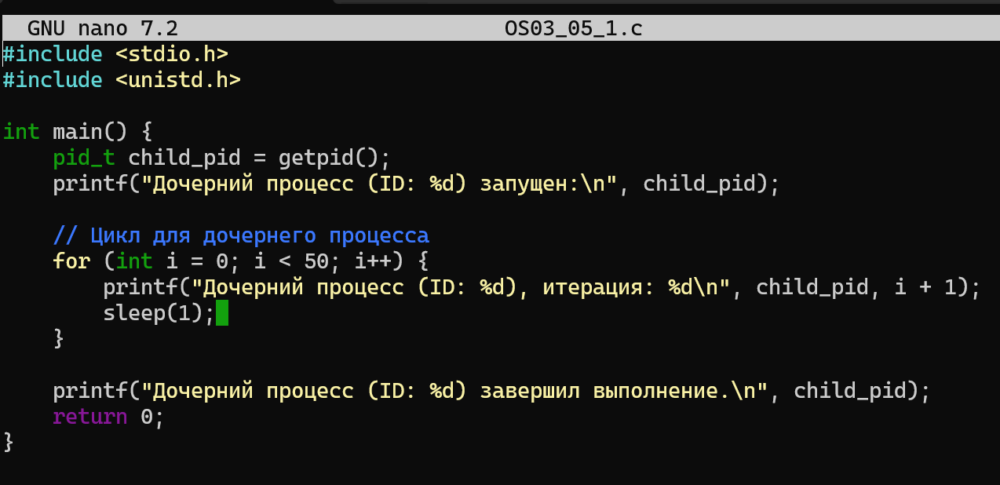 GNU nano 7.2 OS03_05_1.c
#include <stdio.h>
#include <unistd.h>
int main() {
pid_t child_pid = getpid();
printf("Дочерний процесс (ID: %d) запущен:\n", child_pid);
// Цикл для дочернего процесса
for (int i = 0; i < 50; i++) {
printf("Дочерний процесс (ID: %d), итерация: %d\n", child_pid, i + 1);
sleep(1);
}
printf("Дочерний процесс (ID: %d) завершил выполнение.\n", child_pid);
return 0;
}